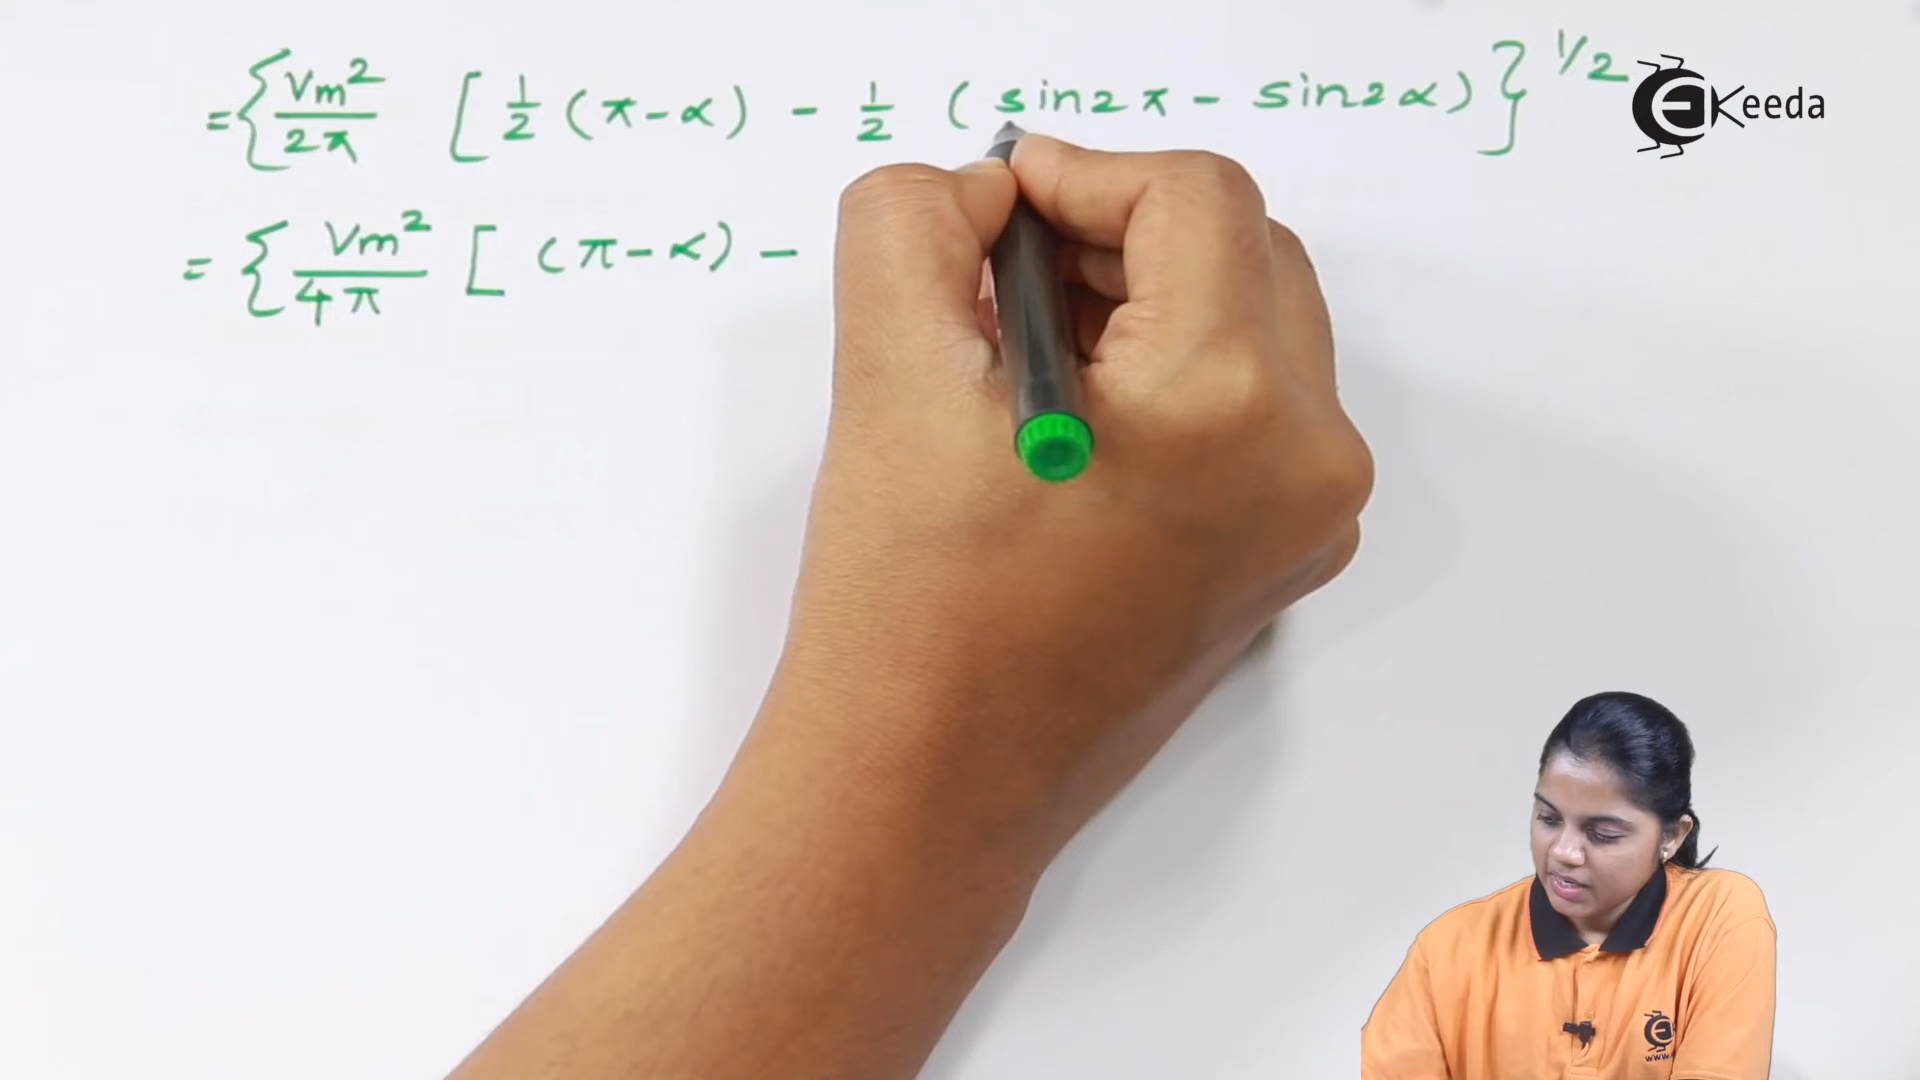 = { Vm² / 2π [ 1/2 (π-α) - 1/2 (sin2π - sin2α) } 1/2
= { Vm² / 4π [ (π-α) -
EKeeda